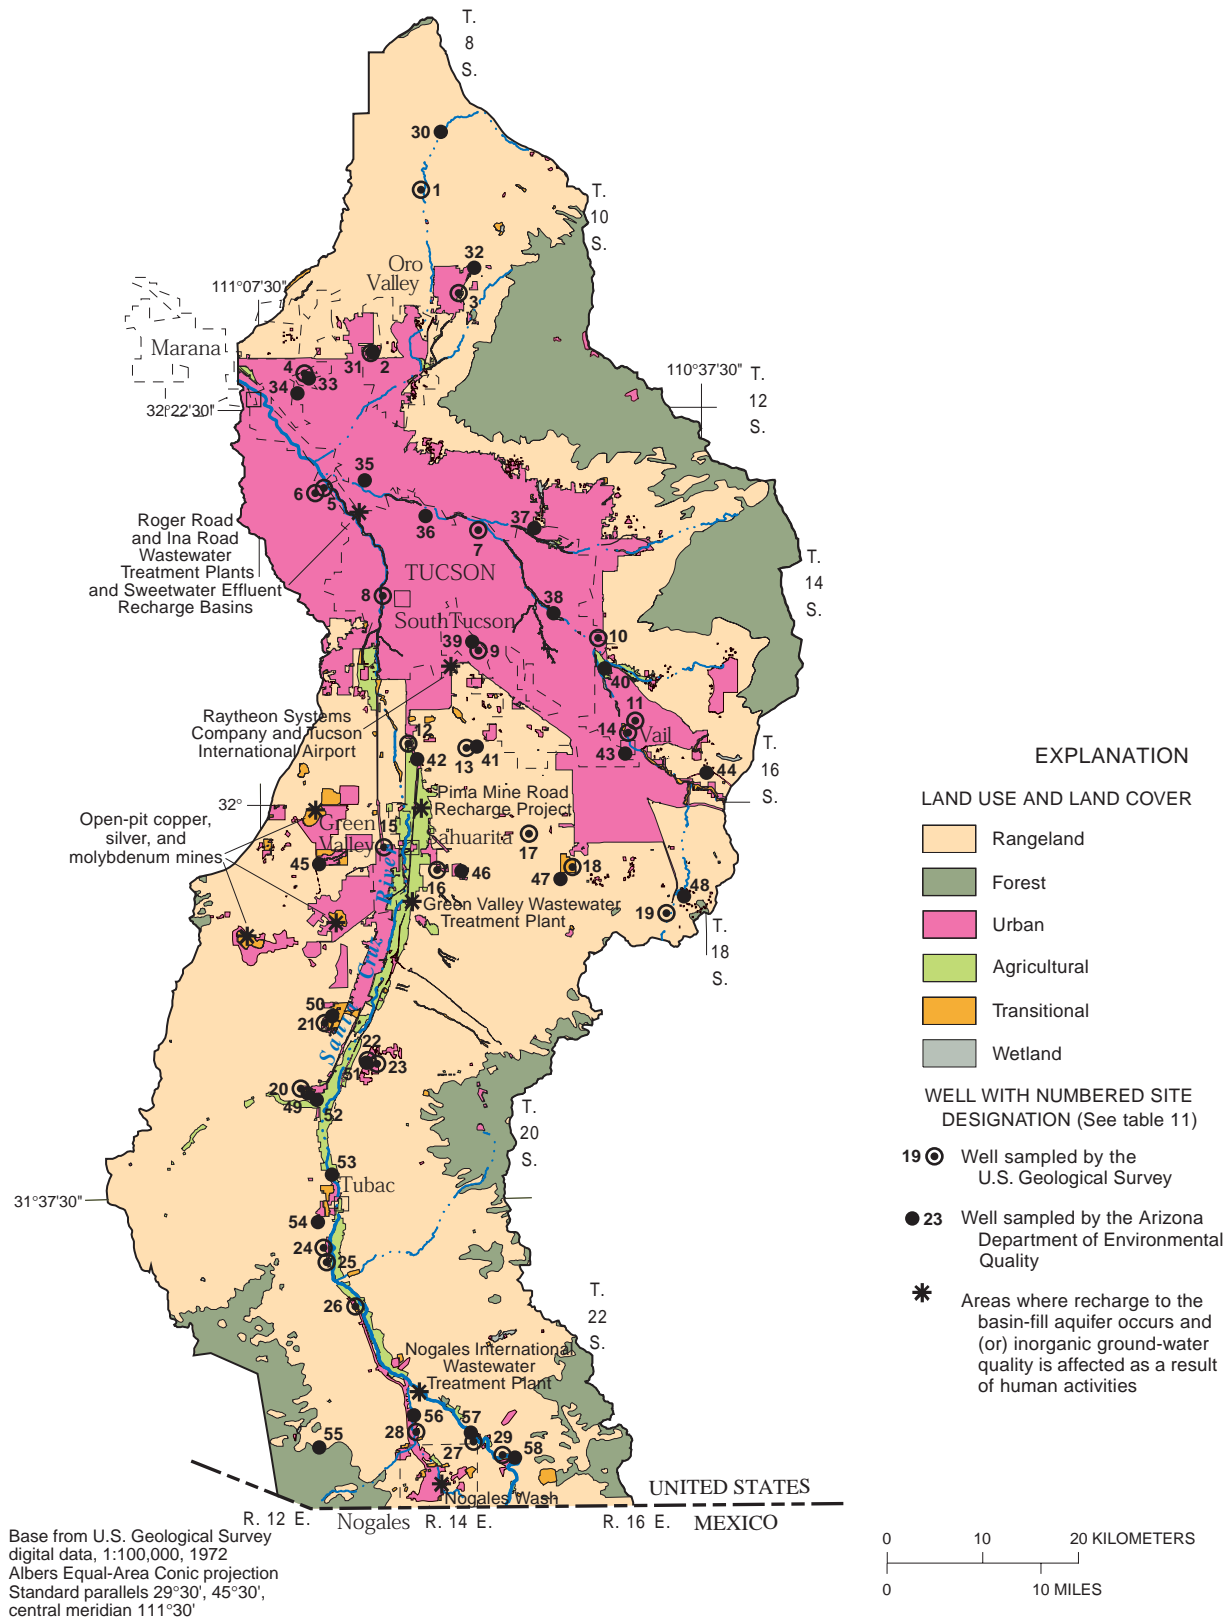 T.
8
S.
30
1
T.
10
S.
32
Oro
Valley
3
111°07'30"
Marana
31
2
4
33
34
32°22'30"
110°37'30"
T.
12
S.
35
6
5
36
37
7
Roger Road
and Ina Road
Wastewater
Treatment Plants
and Sweetwater Effluent
Recharge Basins
TUCSON
T.
14
S.
8
38
South Tucson
39
9
10
40
Raytheon Systems
Company and Tucson
International Airport
11
14
Vail
43
12
42
13
41
44
T.
16
S.
32°
Pima Mine Road
Recharge Project
Open-pit copper,
silver, and
molybdenum mines
Green
Valley
15
Sahuarita
17
45
16
46
18
47
48
19
Green Valley Wastewater
Treatment Plant
T.
18
S.
Santa Cruz River
50
21
22
51
23
20
49
52
T.
20
S.
53
Tubac
31°37'30"
54
24
25
26
T.
22
S.
Nogales International
Wastewater
Treatment Plant
56
28
57
27
29
58
55
Nogales Wash
UNITED STATES
MEXICO
R. 12 E.
Nogales
R. 14 E.
R. 16 E.
Base from U.S. Geological Survey
digital data, 1:100,000, 1972
Albers Equal-Area Conic projection
Standard parallels 29°30', 45°30',
central meridian 111°30'
EXPLANATION
LAND USE AND LAND COVER
Rangeland
Forest
Urban
Agricultural
Transitional
Wetland
WELL WITH NUMBERED SITE
DESIGNATION (See table 11)
19 Well sampled by the
U.S. Geological Survey
23 Well sampled by the Arizona
Department of Environmental
Quality
Areas where recharge to the
basin-fill aquifer occurs and
(or) inorganic ground-water
quality is affected as a result
of human activities
0 10 20 KILOMETERS
0 10 MILES